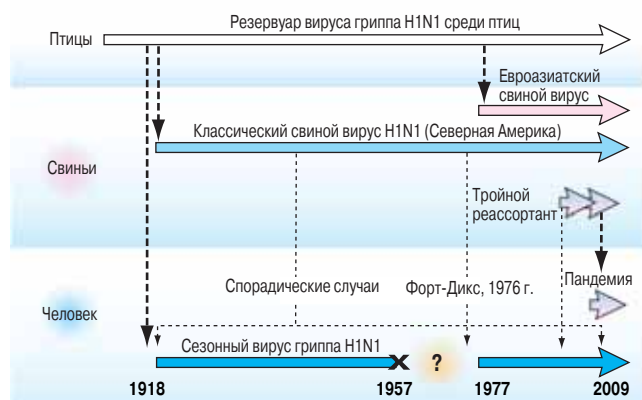 Резервуар вируса гриппа H1N1 среди птиц
Птицы
Евроазиатский
свиной вирус
Классический свиной вирус H1N1 (Северная Америка)
Свиньи
Тройной
реассортант
Спорадические случаи
Форт-Дикс, 1976 г.
Пандемия
Человек
Сезонный вирус гриппа H1N1
?
1918
1957
1977
2009